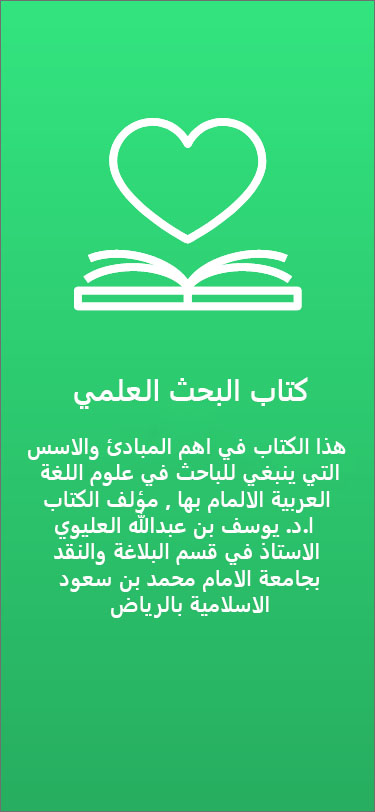 كتاب البحث العلمي
هذا الكتاب في اهم المبادئ والاسس
التي ينبغي للباحث في علوم اللغة
العربية الالمام بها , مؤلف الكتاب
ا.د. يوسف بن عبدالله العليوي
الاستاذ في قسم البلاغة والنقد
بجامعة الامام محمد بن سعود
الاسلامية بالرياض